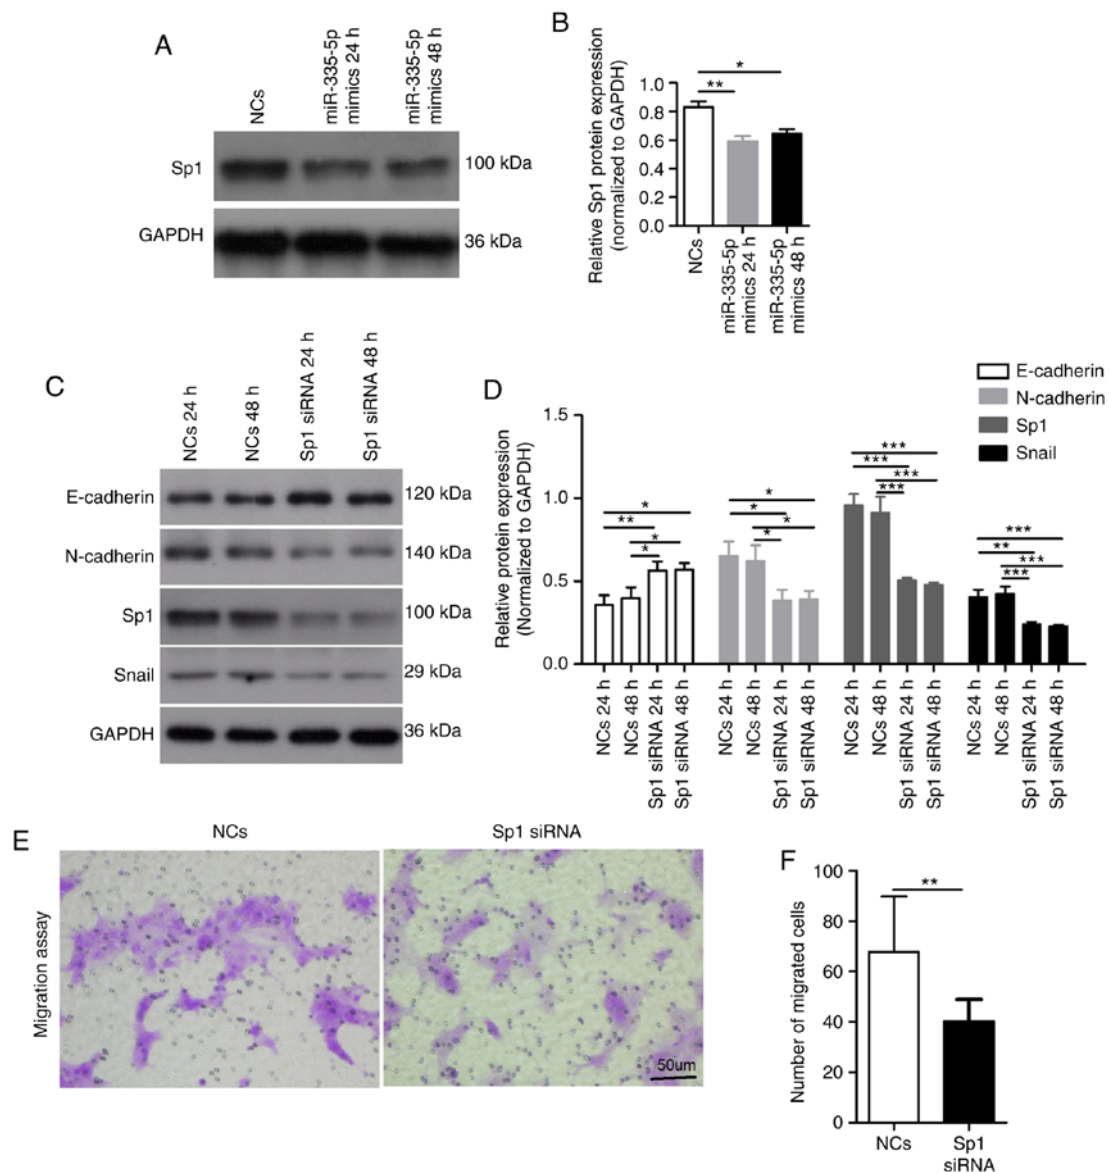 A
NCs
miR-335-5p
mimics 24 h
miR-335-5p
mimics 48 h
Sp1
100 kDa
GAPDH
36 kDa
B
Relative Sp1 protein expression
(normalized to GAPDH)
1.0
0.8
0.6
0.4
0.2
0.0
*
**
NCs
miR-335-5p
mimics 24 h
miR-335-5p
mimics 48 h
C
NCs 24 h
NCs 48 h
Sp1 siRNA 24 h
Sp1 siRNA 48 h
E-cadherin
120 kDa
N-cadherin
140 kDa
Sp1
100 kDa
Snail
29 kDa
GAPDH
36 kDa
D
E-cadherin
N-cadherin
Sp1
Snail
Relative protein expression
(Normalized to GAPDH)
1.5
1.0
0.5
0.0
*
**
*
*
*
*
*
*
***
***
***
***
***
**
***
***
NCs 24 h
NCs 48 h
Sp1 siRNA 24 h
Sp1 siRNA 48 h
NCs 24 h
NCs 48 h
Sp1 siRNA 24 h
Sp1 siRNA 48 h
NCs 24 h
NCs 48 h
Sp1 siRNA 24 h
Sp1 siRNA 48 h
NCs 24 h
NCs 48 h
Sp1 siRNA 24 h
Sp1 siRNA 48 h
E
NCs
Sp1 siRNA
Migration assay
50um
F
Number of migrated cells
100
80
60
40
20
0
**
NCs
Sp1
siRNA